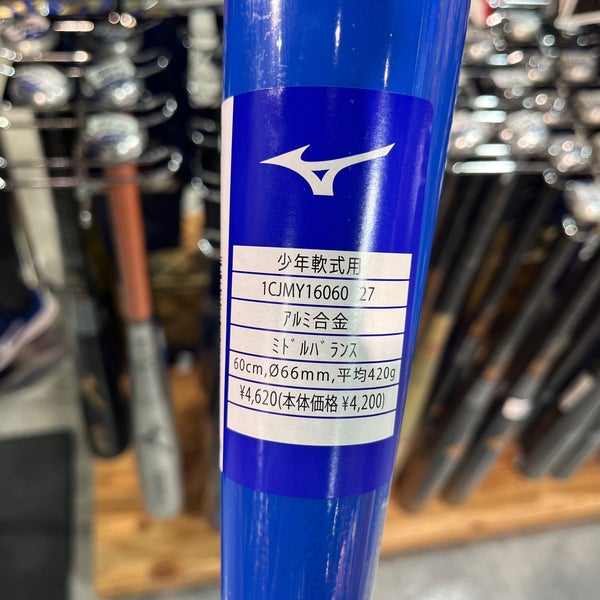 少年軟式用
1CJMY16060 27
アルミ合金
ミドルバランス
60cm,Ø66mm,平均420g
¥4,620(本体価格 ¥4,200)